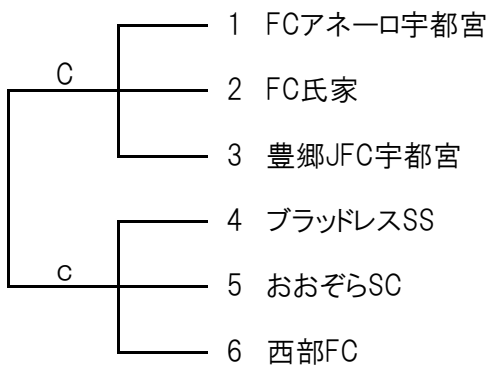 1 FCアネーロ宇都宮
C
2 FC氏家
3 豊郷JFC宇都宮
4 ブラッドレスSS
c
5 おおぞらSC
6 西部FC